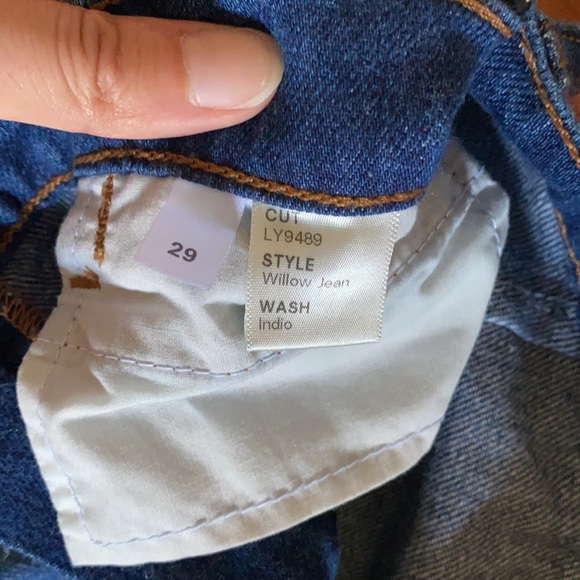 29
CUT
LY9489
STYLE
Willow Jean
WASH
Indio